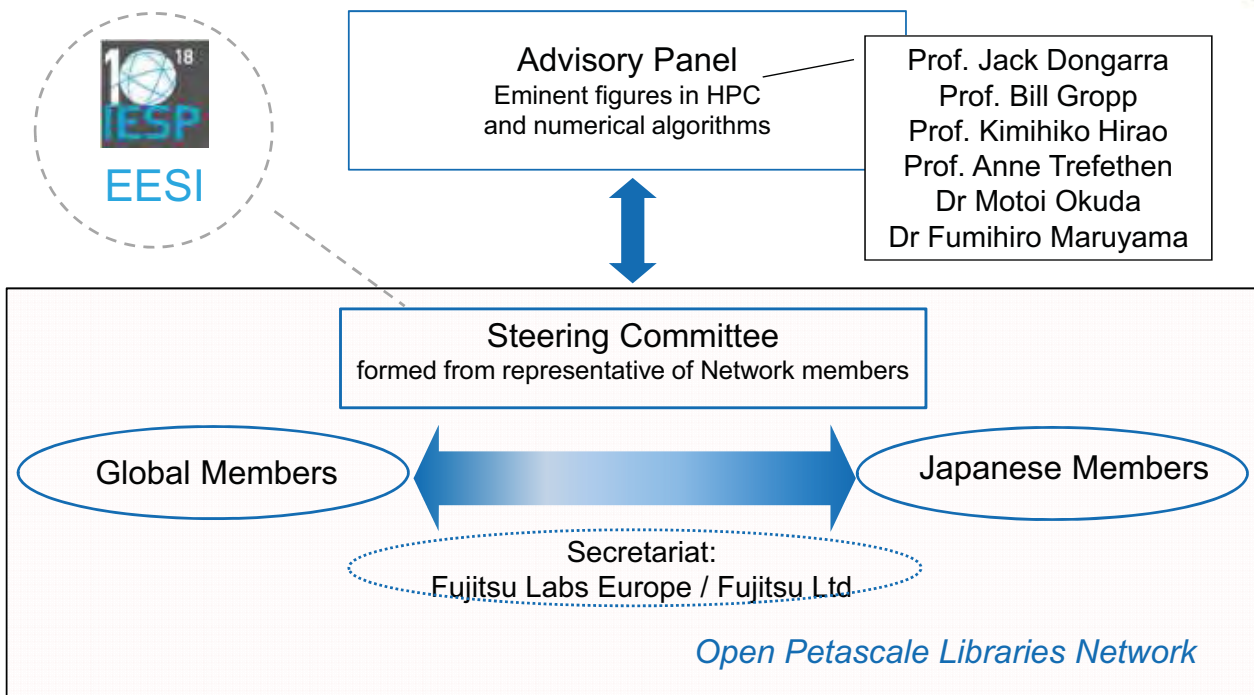 10 18
IESP
EESI
Advisory Panel
Eminent figures in HPC
and numerical algorithms
Prof. Jack Dongarra
Prof. Bill Gropp
Prof. Kimihiko Hirao
Prof. Anne Trefethen
Dr Motoi Okuda
Dr Fumihiro Maruyama
Steering Committee
formed from representative of Network members
Global Members
Japanese Members
Secretariat:
Fujitsu Labs Europe / Fujitsu Ltd
Open Petascale Libraries Network